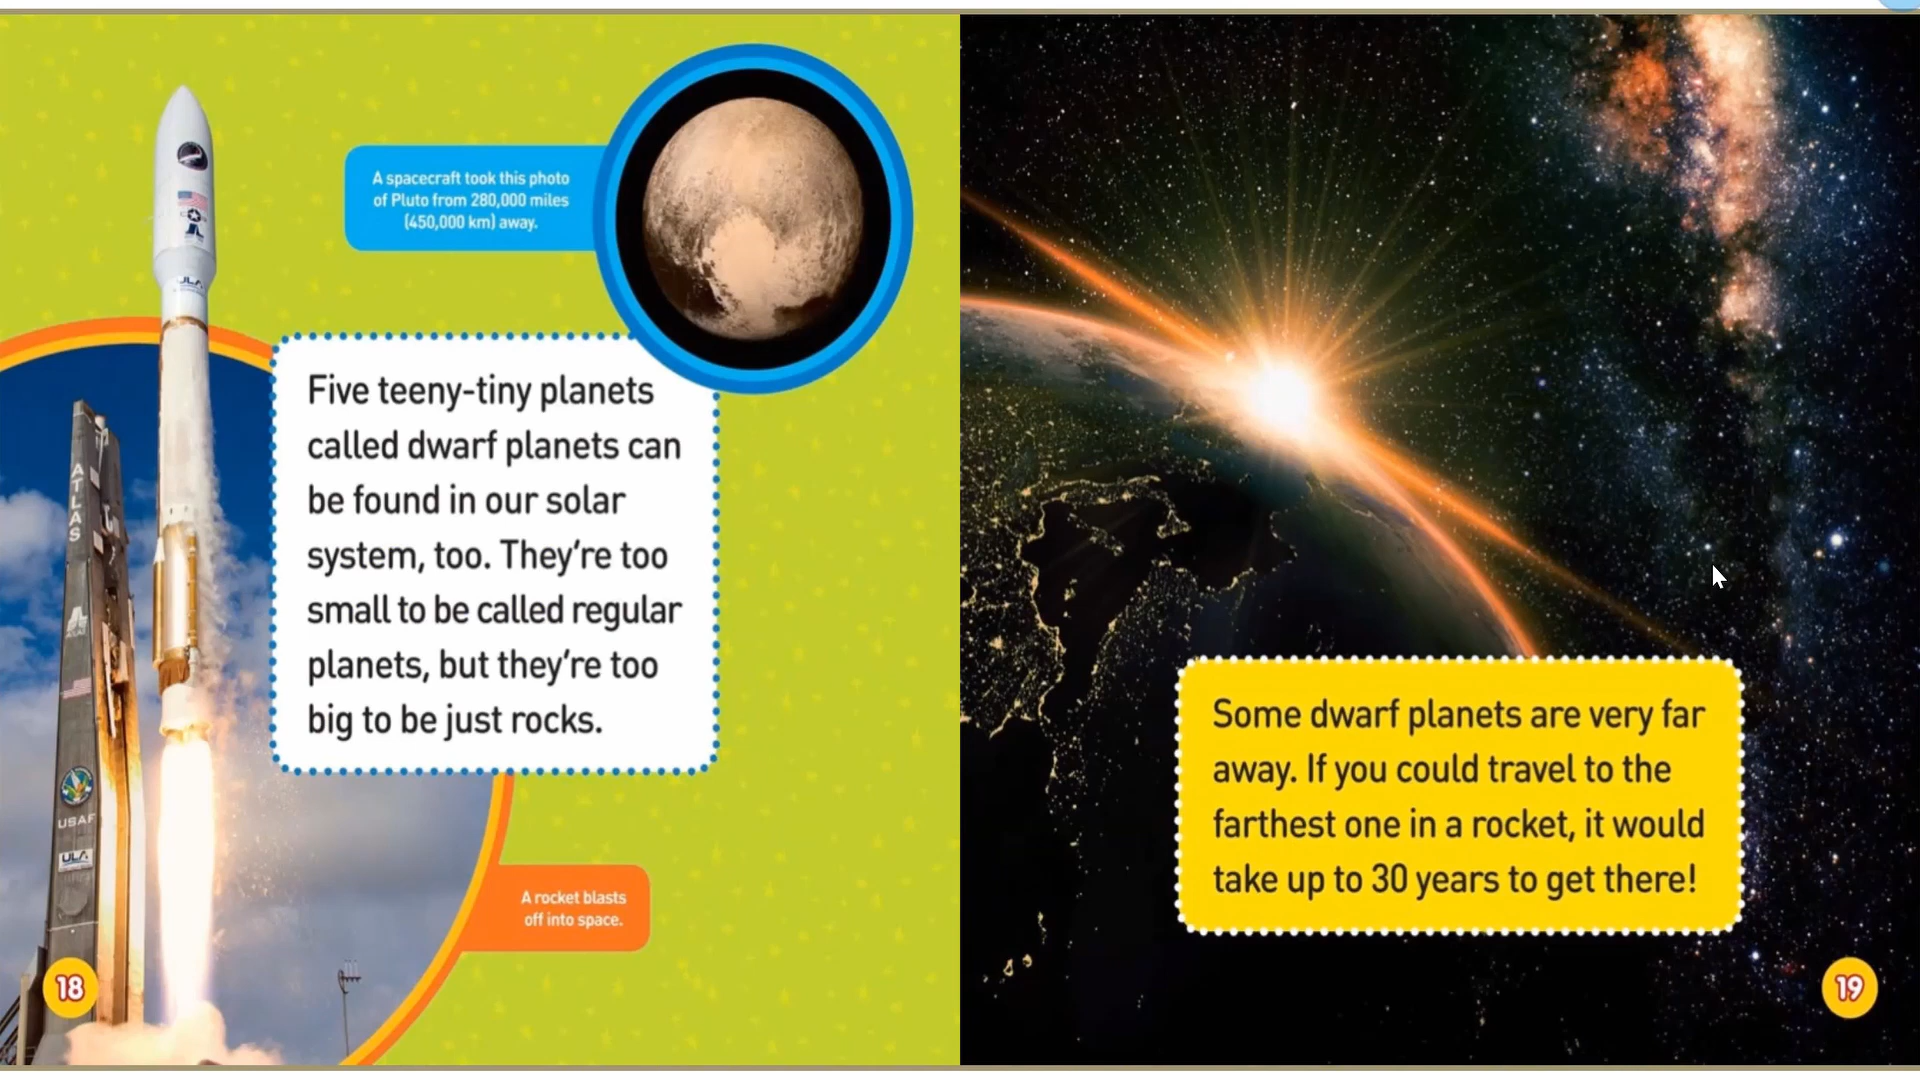 A spacecraft took this photo
of Pluto from 280,000 miles
(450,000 km) away.
Five teeny-tiny planets
called dwarf planets can
be found in our solar
system, too. They're too
small to be called regular
planets, but they're too
big to be just rocks.
ULA
ATLAS
USAF
ULA
A rocket blasts
off into space.
18
Some dwarf planets are very far
away. If you could travel to the
farthest one in a rocket, it would
take up to 30 years to get there!
19